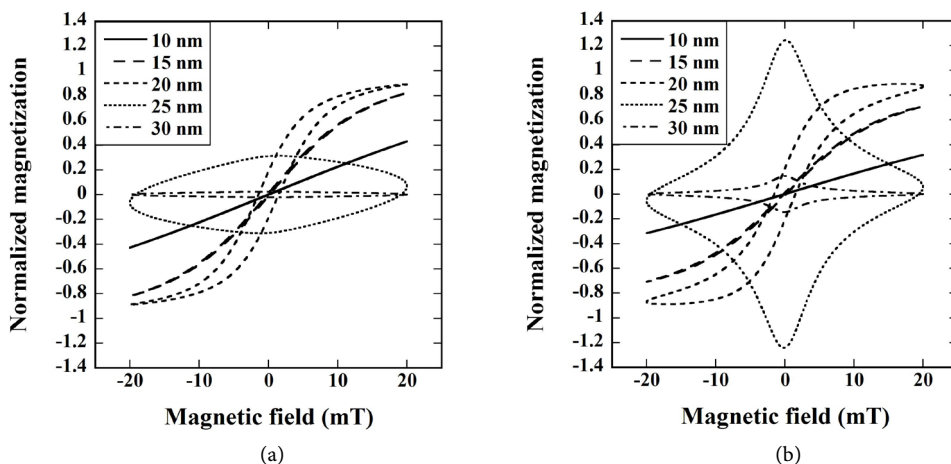 Normalized magnetization
1.4
1.2
1
0.8
0.6
0.4
0.2
0
-0.2
-0.4
-0.6
-0.8
-1
-1.2
-1.4
10 nm
15 nm
20 nm
25 nm
30 nm
-20 -10 0 10 20
Magnetic field (mT)
(a)
Normalized magnetization
1.4
1.2
1
0.8
0.6
0.4
0.2
0
-0.2
-0.4
-0.6
-0.8
-1
-1.2
-1.4
10 nm
15 nm
20 nm
25 nm
30 nm
-20 -10 0 10 20
Magnetic field (mT)
(b)